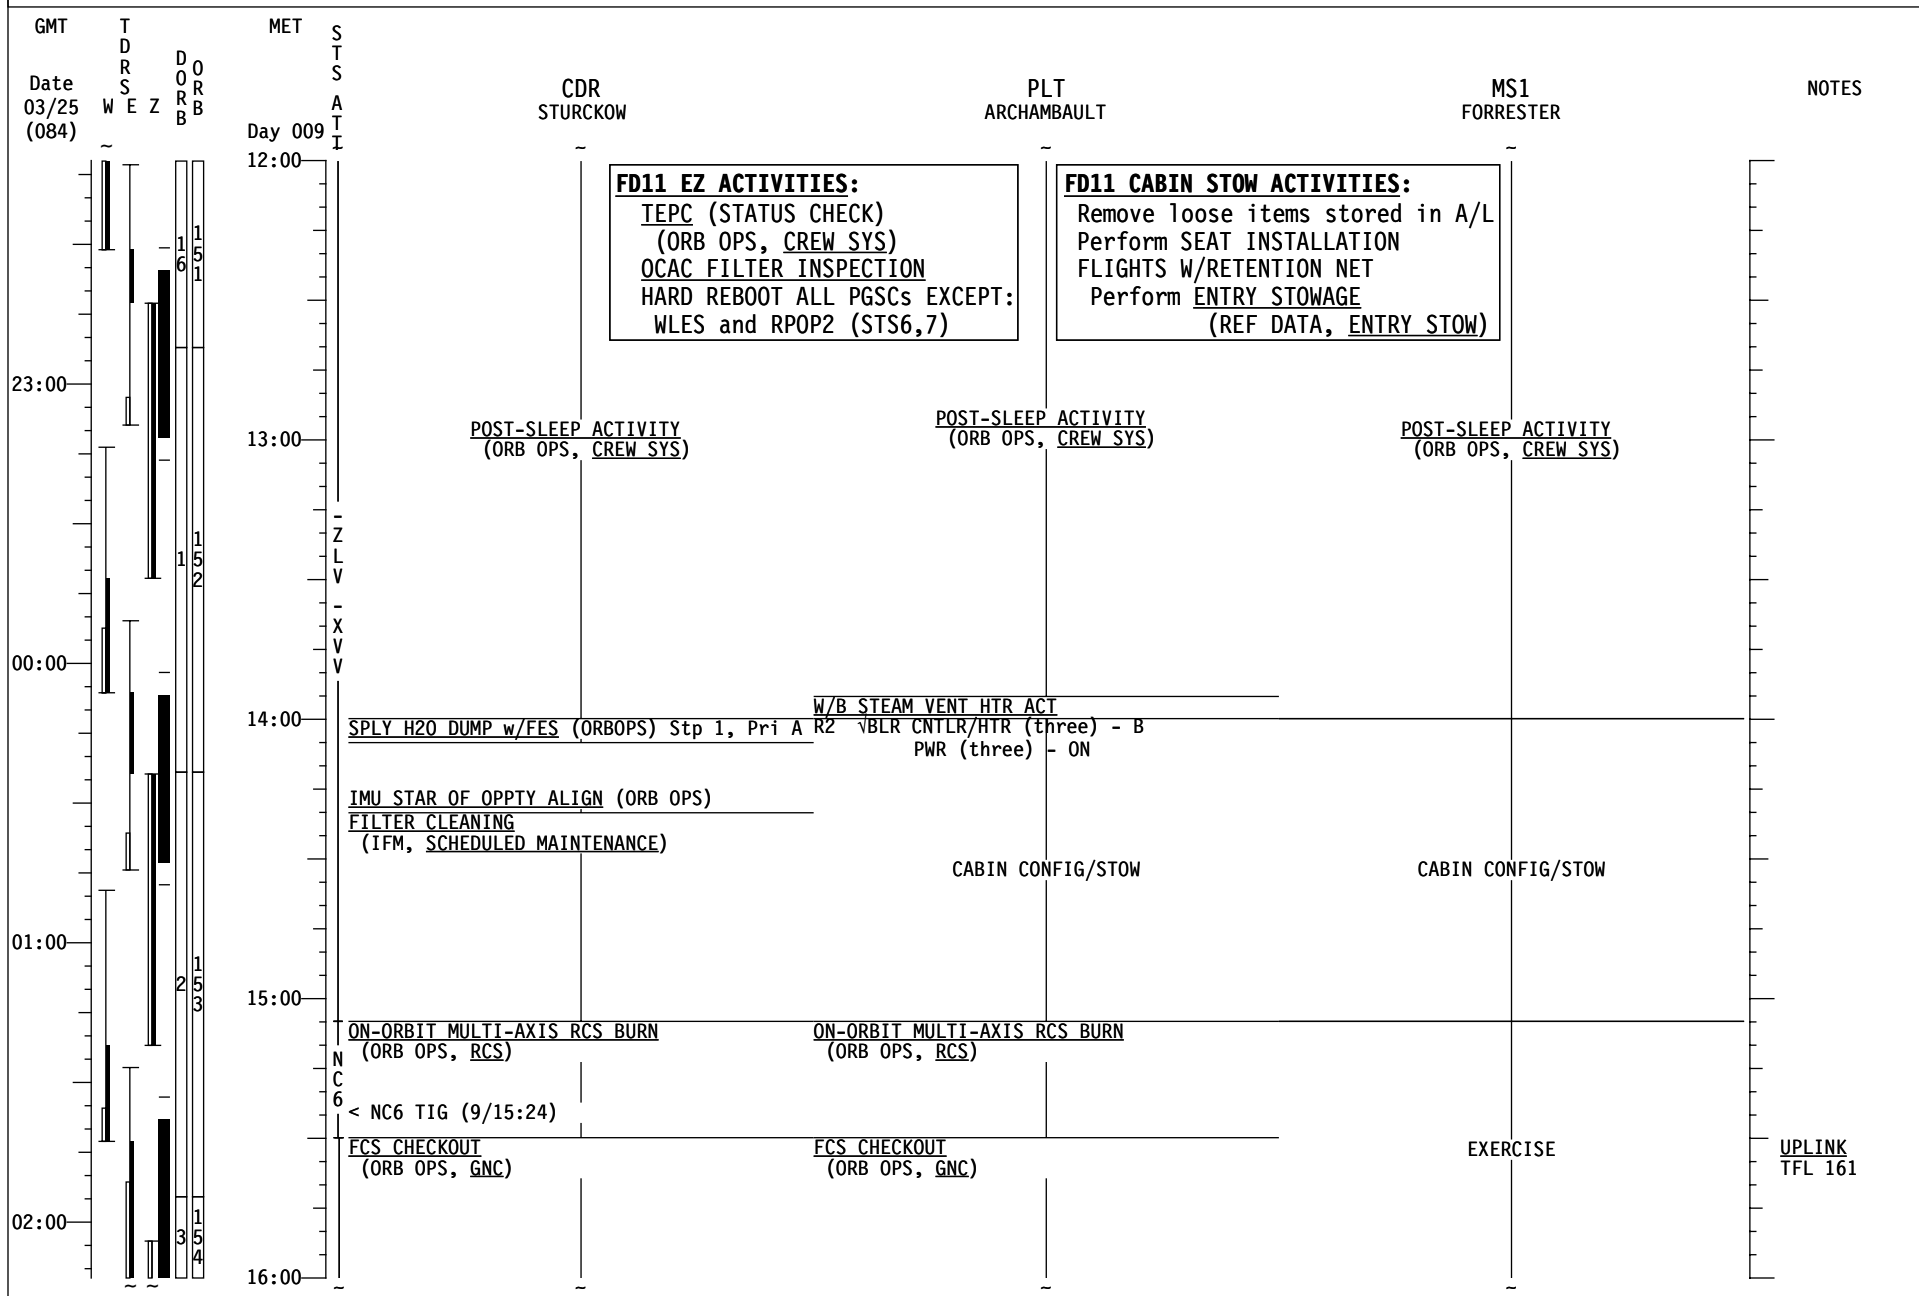 GMT
TDRS
MET
STS ATT
DORB
ORB
Date
03/25
(084)
W E Z
Day 009
CDR
STURCKOW
PLT
ARCHAMBAULT
MS1
FORRESTER
NOTES
~
~
~
~
12:00
FD11 EZ ACTIVITIES:
TEPC (STATUS CHECK)
(ORB OPS, CREW SYS)
OCAC FILTER INSPECTION
HARD REBOOT ALL PGSCs EXCEPT:
WLES and RPOP2 (STS6,7)
FD11 CABIN STOW ACTIVITIES:
Remove loose items stored in A/L
Perform SEAT INSTALLATION
FLIGHTS W/RETENTION NET
Perform ENTRY STOWAGE
(REF DATA, ENTRY STOW)
16
151
23:00
13:00
POST-SLEEP ACTIVITY
(ORB OPS, CREW SYS)
POST-SLEEP ACTIVITY
(ORB OPS, CREW SYS)
POST-SLEEP ACTIVITY
(ORB OPS, CREW SYS)
1
152
-ZLV -XVV
00:00
14:00
SPLY H2O DUMP w/FES (ORBOPS) Stp 1, Pri A
W/B STEAM VENT HTR ACT
R2 √BLR CNTLR/HTR (three) - B
PWR (three) - ON
IMU STAR OF OPPTY ALIGN (ORB OPS)
FILTER CLEANING
(IFM, SCHEDULED MAINTENANCE)
CABIN CONFIG/STOW
CABIN CONFIG/STOW
01:00
2
153
15:00
ON-ORBIT MULTI-AXIS RCS BURN
(ORB OPS, RCS)
ON-ORBIT MULTI-AXIS RCS BURN
(ORB OPS, RCS)
NC6
< NC6 TIG (9/15:24)
FCS CHECKOUT
(ORB OPS, GNC)
FCS CHECKOUT
(ORB OPS, GNC)
EXERCISE
UPLINK
TFL 161
02:00
3
154
16:00
~ ~ ~ ~ ~ ~